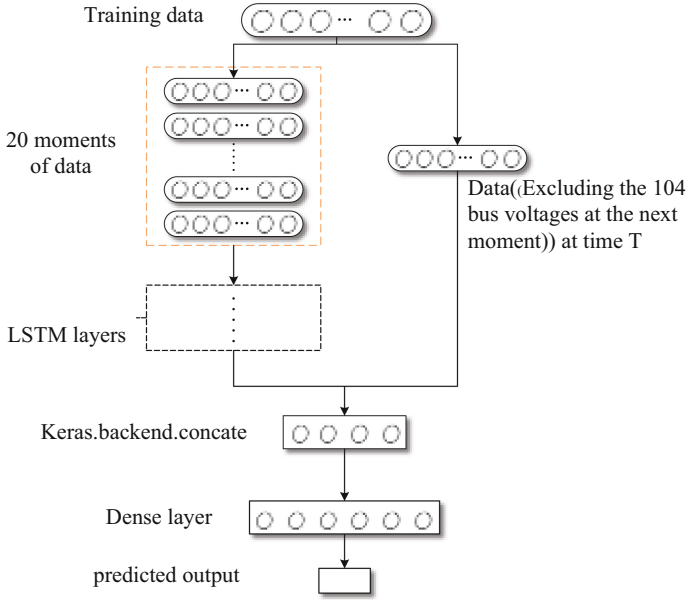 Training data
20 moments
of data
Data((Excluding the 104
bus voltages at the next
moment)) at time T
LSTM layers
Keras.backend.concate
Dense layer
predicted output